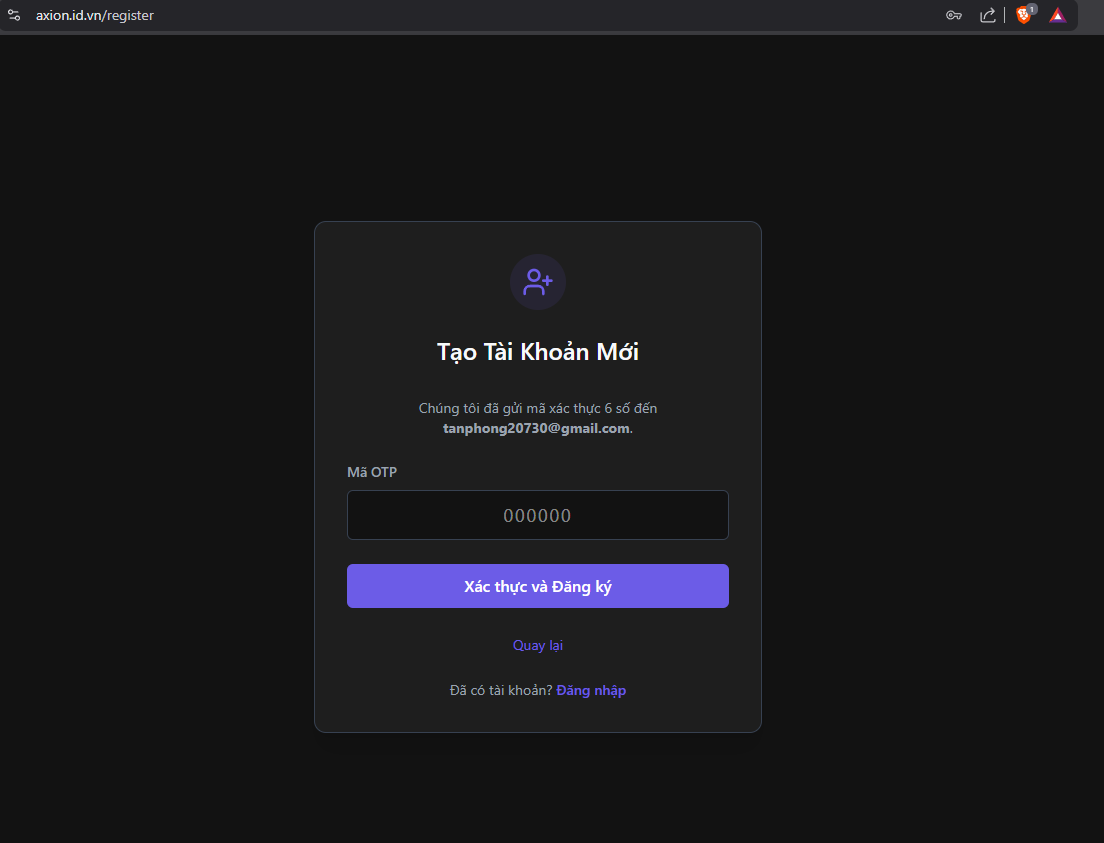 axion.id.vn/register
1
Tạo Tài Khoản Mới
Chúng tôi đã gửi mã xác thực 6 số đến
tanphong20730@gmail.com.
Mã OTP
000000
Xác thực và Đăng ký
Quay lại
Đã có tài khoản? Đăng nhập